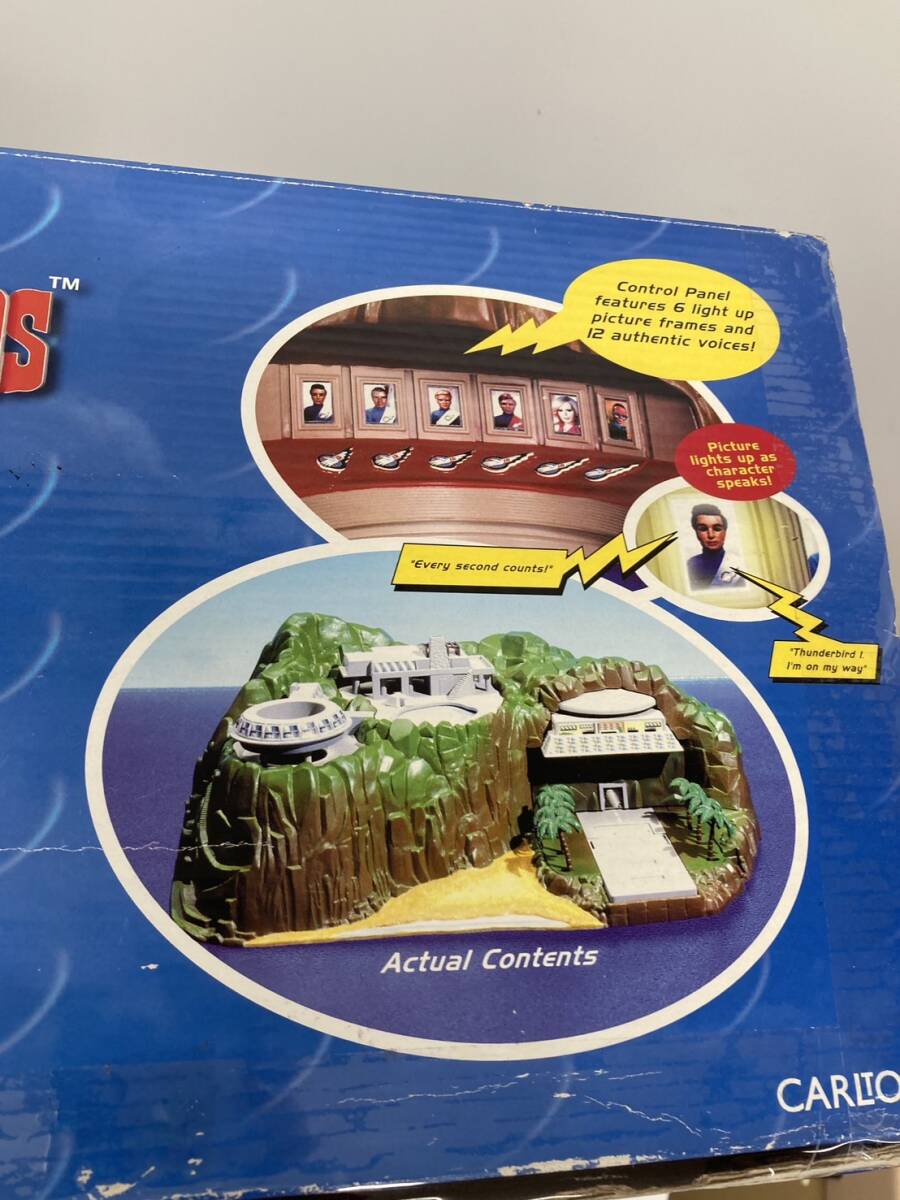 TM
Control Panel
features 6 light up
picture frames and
12 authentic voices!
Picture
lights up as
character
speaks!
"Every second counts!"
"Thunderbird 1.
I'm on my way"
Actual Contents
CARLTO